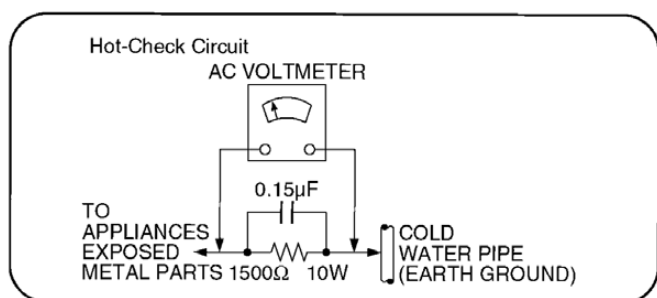 Hot-Check Circuit
AC VOLTMETER
0.15µF
TO
APPLIANCES
EXPOSED
METAL PARTS
1500Ω 10W
COLD
WATER PIPE
(EARTH GROUND)